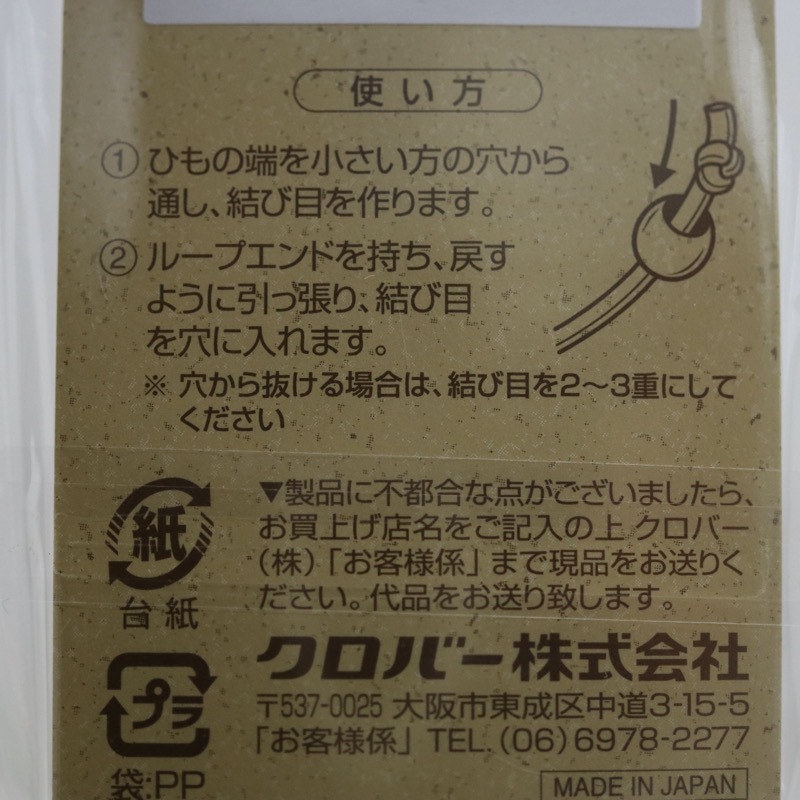 使い方
① ひもの端を小さい方の穴から
通し、結び目を作ります。
② ループエンドを持ち、戻す
ように引っ張り、結び目
を穴に入れます。
※ 穴から抜ける場合は、結び目を2〜3重にして
ください
▼製品に不都合な点がございましたら、
お買上げ店名をご記入の上 クロバー
(株)「お客様係」まで現品をお送りく
ださい。代品をお送り致します。
紙
台紙
クロバー株式会社
〒537-0025 大阪市東成区中道3-15-5
「お客様係」 TEL.(06)6978-2277
プラ
袋:PP
MADE IN JAPAN